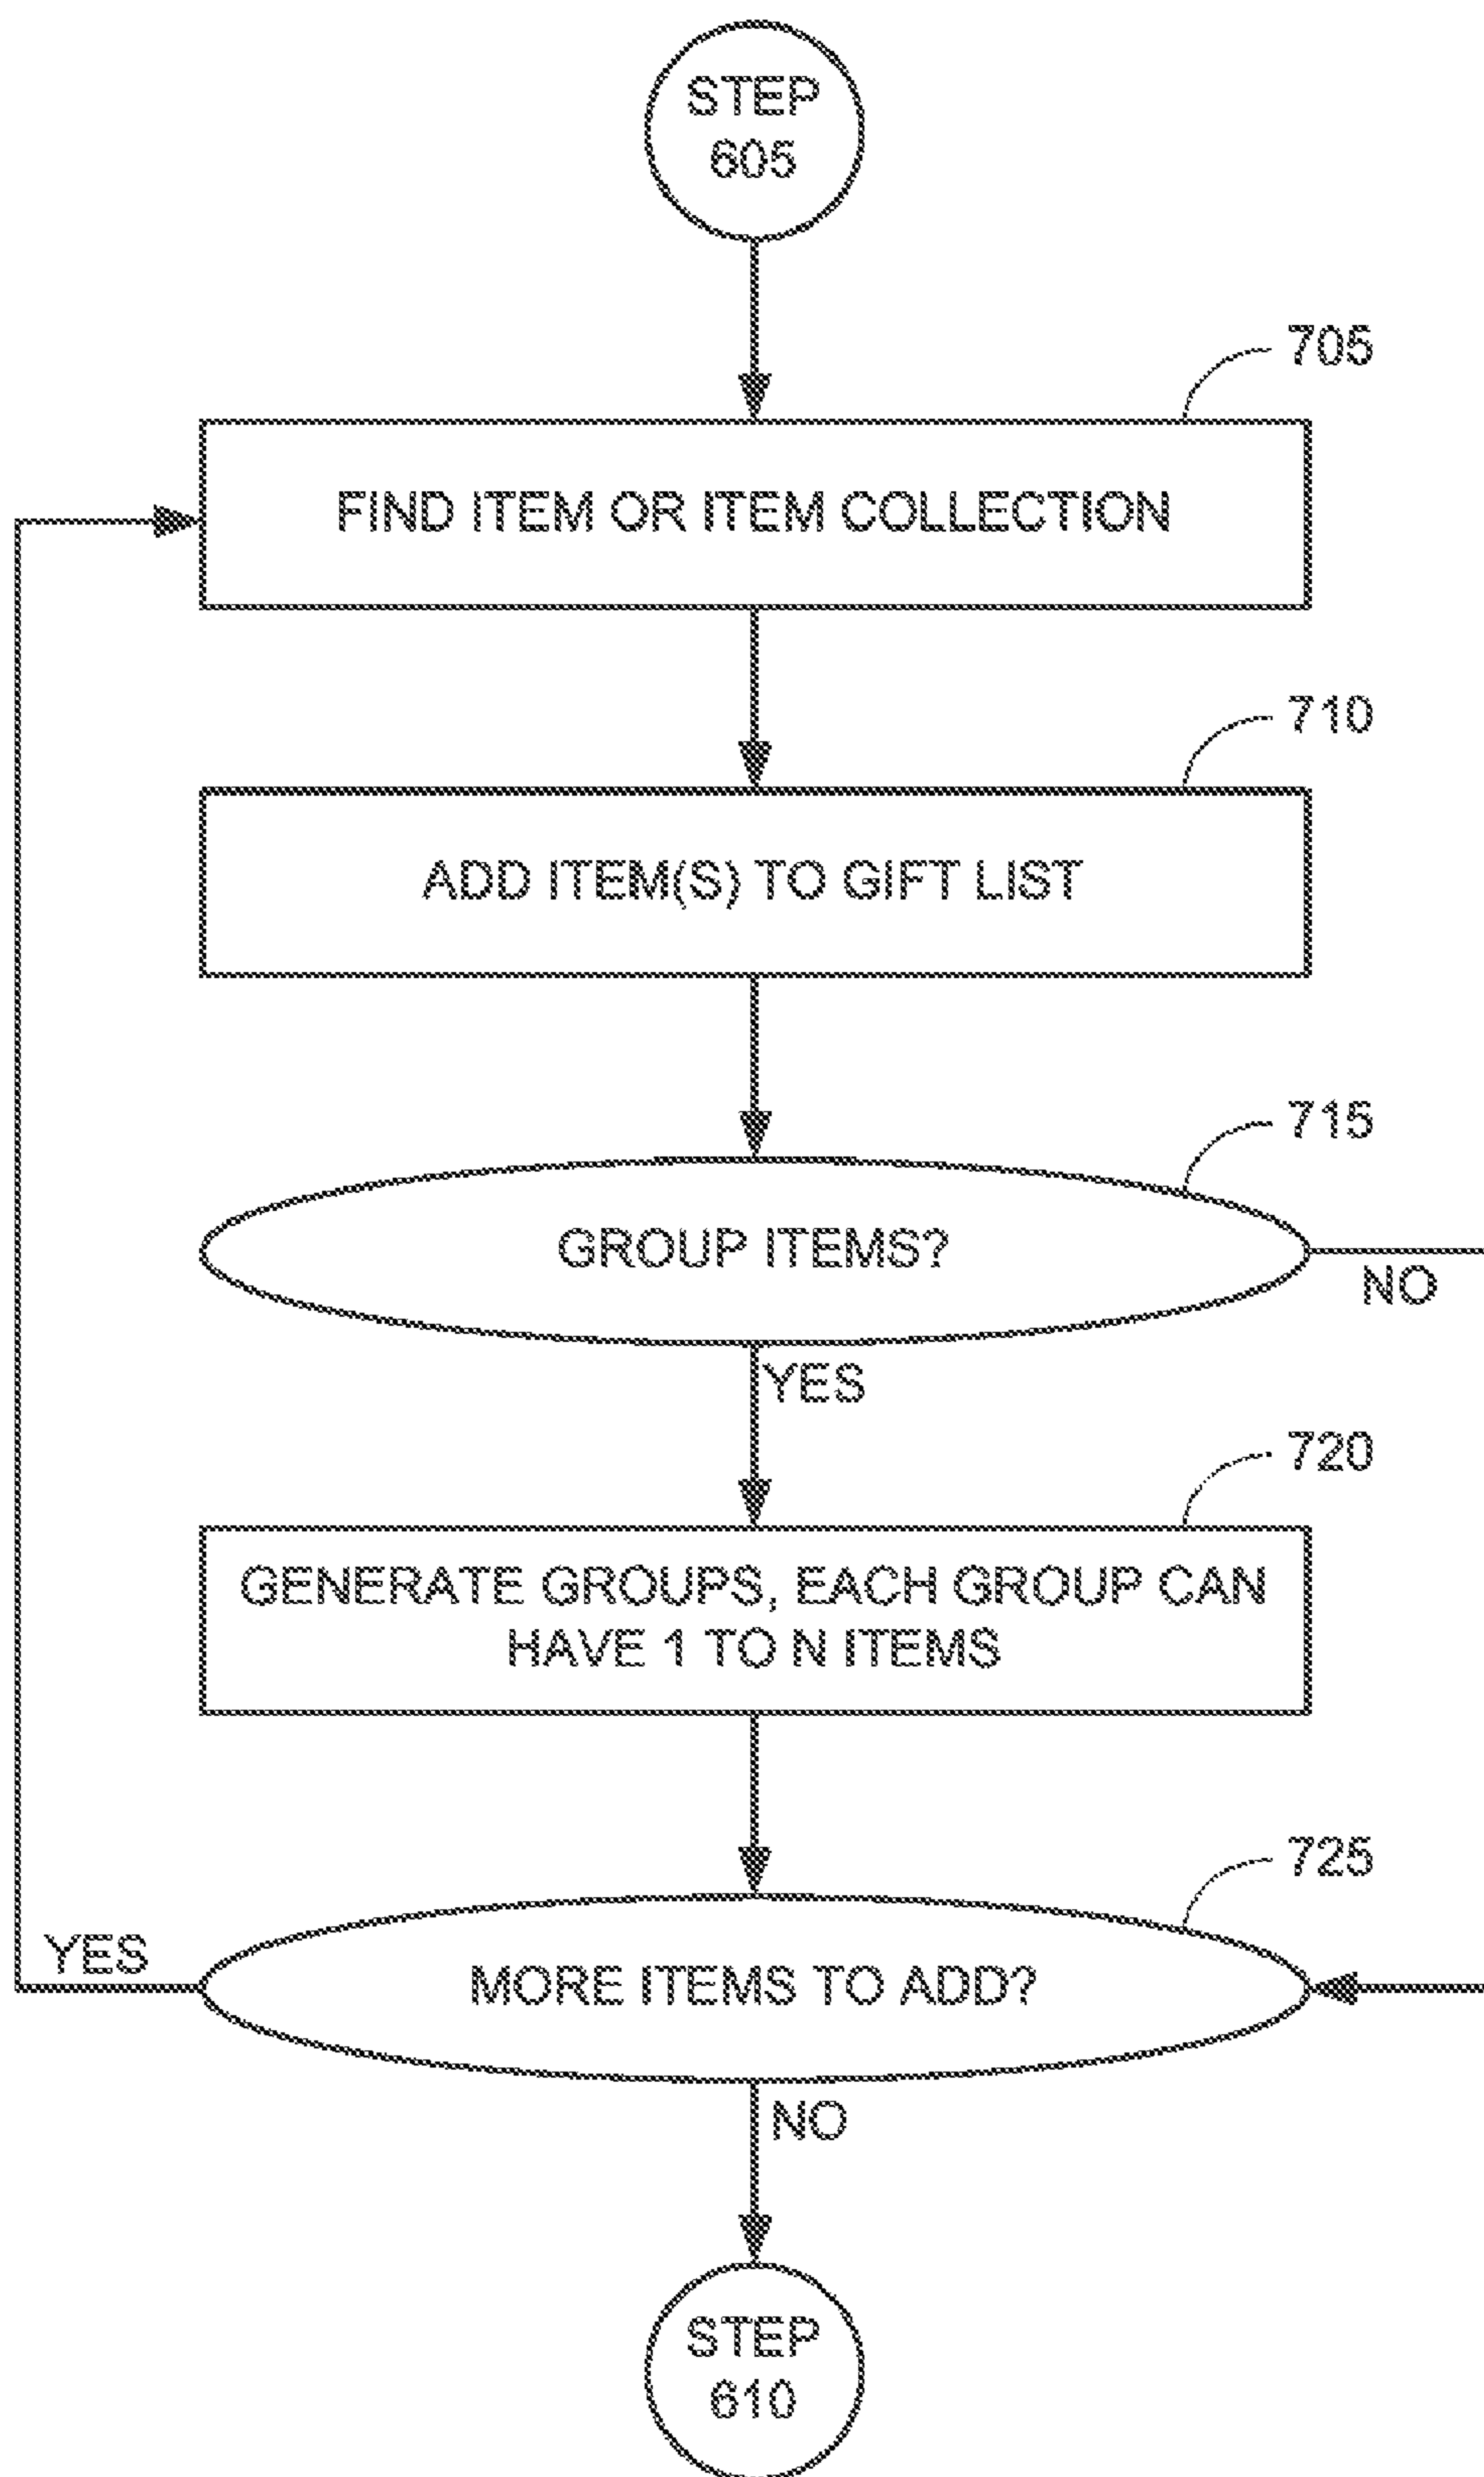 STEP
605
705
FIND ITEM OR ITEM COLLECTION
710
ADD ITEM(S) TO GIFT LIST
715
GROUP ITEMS?
NO
YES
720
GENERATE GROUPS, EACH GROUP CAN
HAVE 1 TO N ITEMS
725
YES
MORE ITEMS TO ADD?
NO
STEP
610